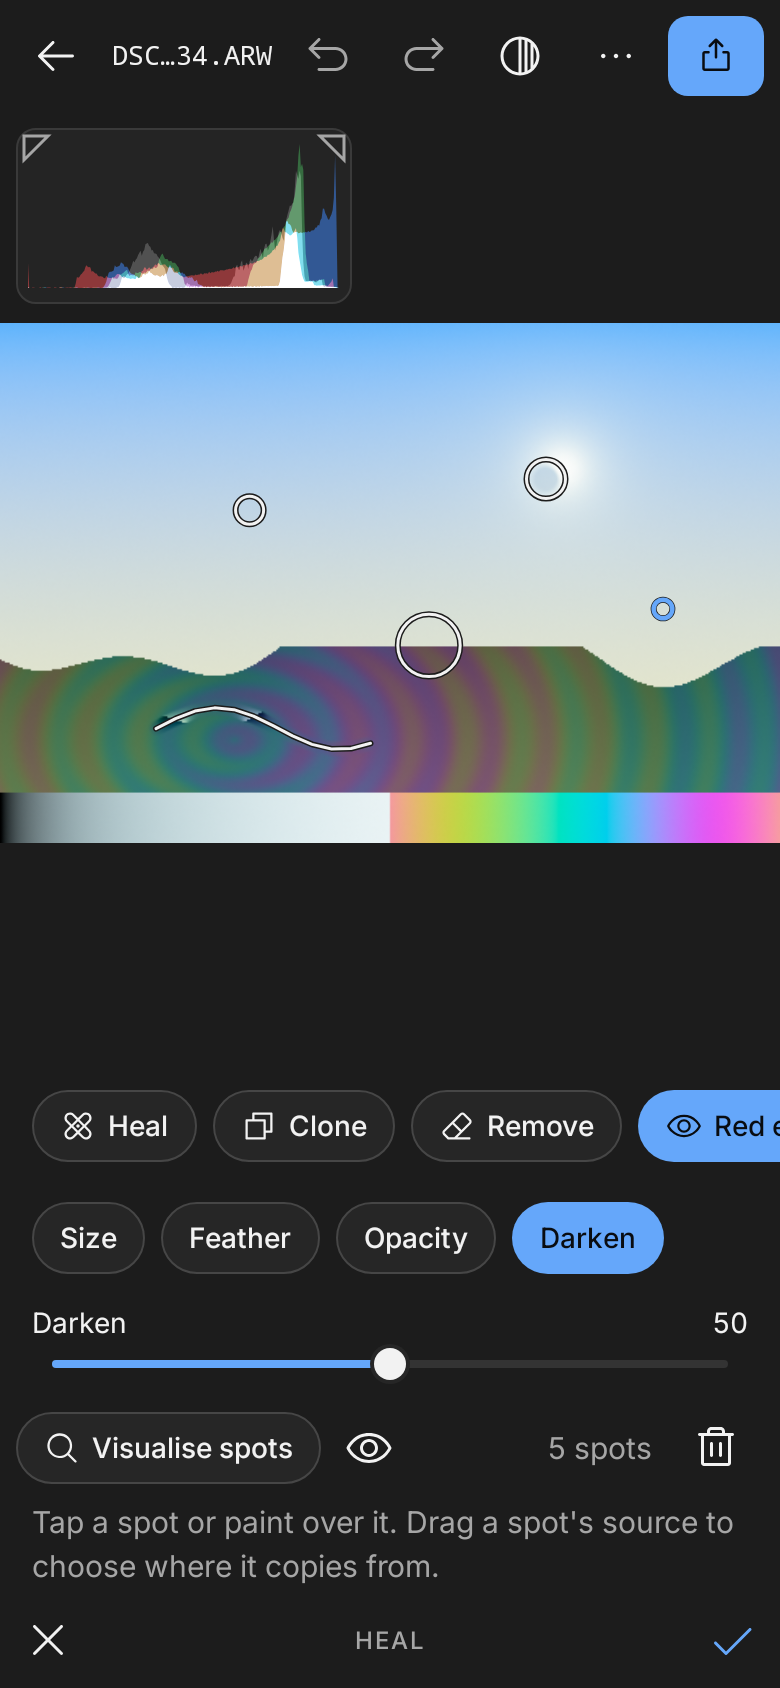 DSC…34.ARW
Heal
Clone
Remove
Red e
Size
Feather
Opacity
Darken
Darken
50
Visualise spots
5 spots
Tap a spot or paint over it. Drag a spot's source to
choose where it copies from.
HEAL